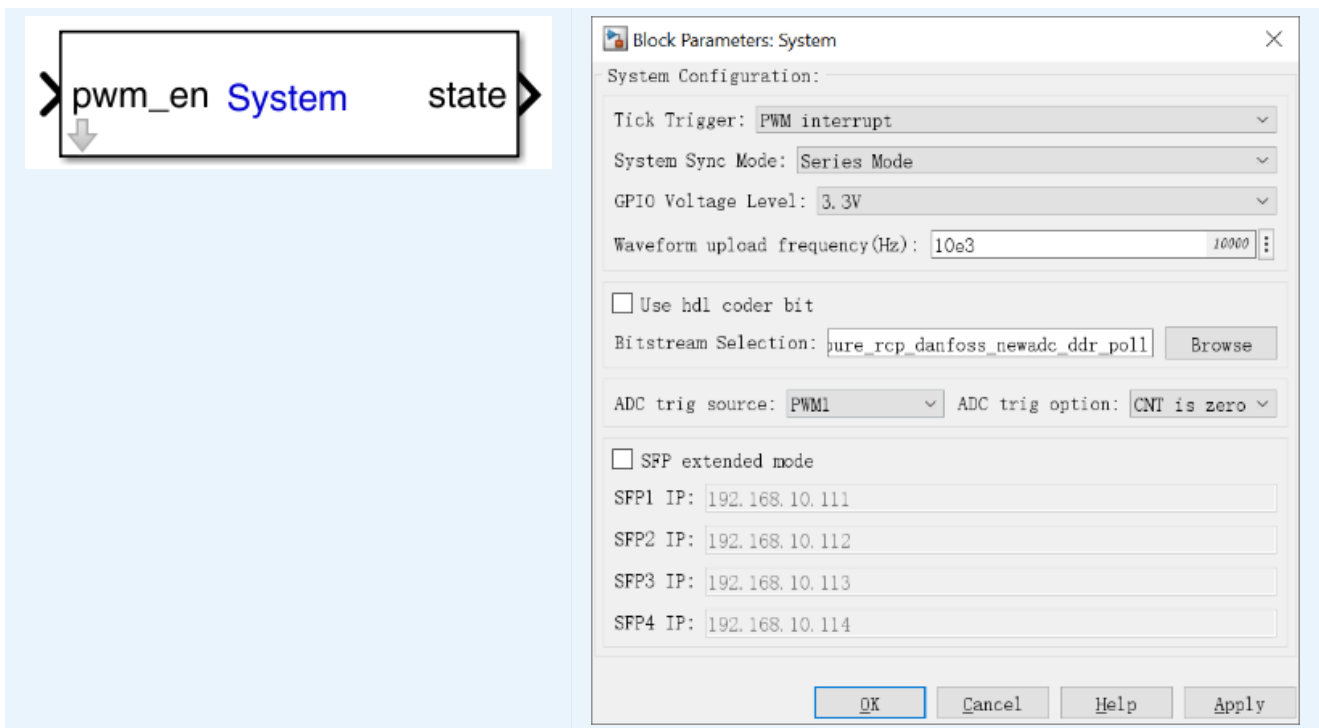 pwm_en System state
Block Parameters: System
System Configuration:
Tick Trigger: PWM interrupt
System Sync Mode: Series Mode
GPIO Voltage Level: 3.3V
Waveform upload frequency(Hz): 10e3 10000
Use hdl coder bit
Bitstream Selection: pure_rcp_danfoss_newadc_ddr_poll Browse
ADC trig source: PWM1 ADC trig option: CNT is zero
SFP extended mode
SFP1 IP: 192.168.10.111
SFP2 IP: 192.168.10.112
SFP3 IP: 192.168.10.113
SFP4 IP: 192.168.10.114
OK Cancel Help Apply